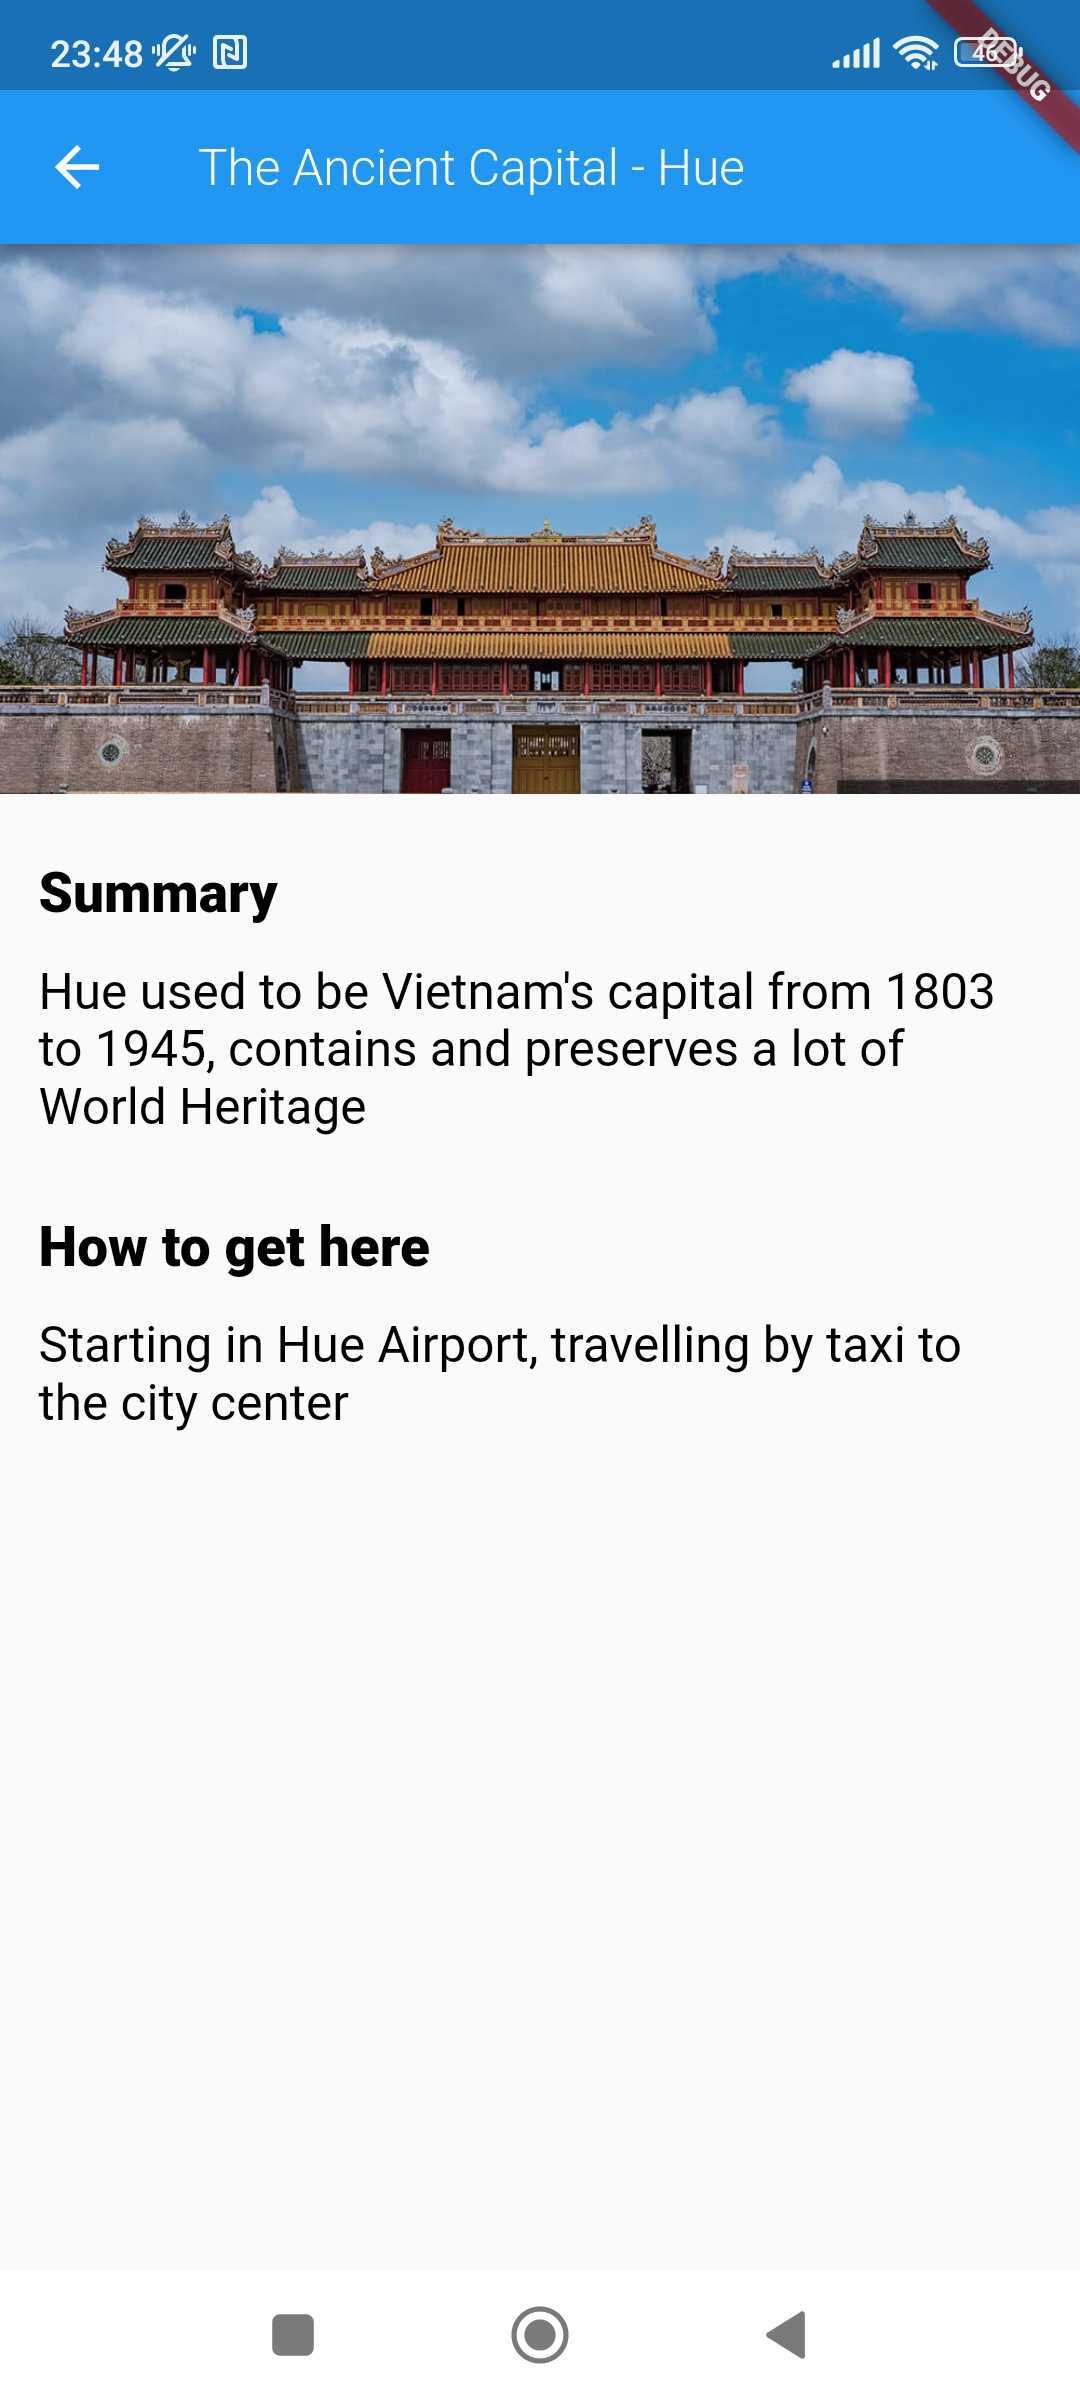 23:48
46
DEBUG
The Ancient Capital - Hue
Summary
Hue used to be Vietnam's capital from 1803
to 1945, contains and preserves a lot of
World Heritage
How to get here
Starting in Hue Airport, travelling by taxi to
the city center